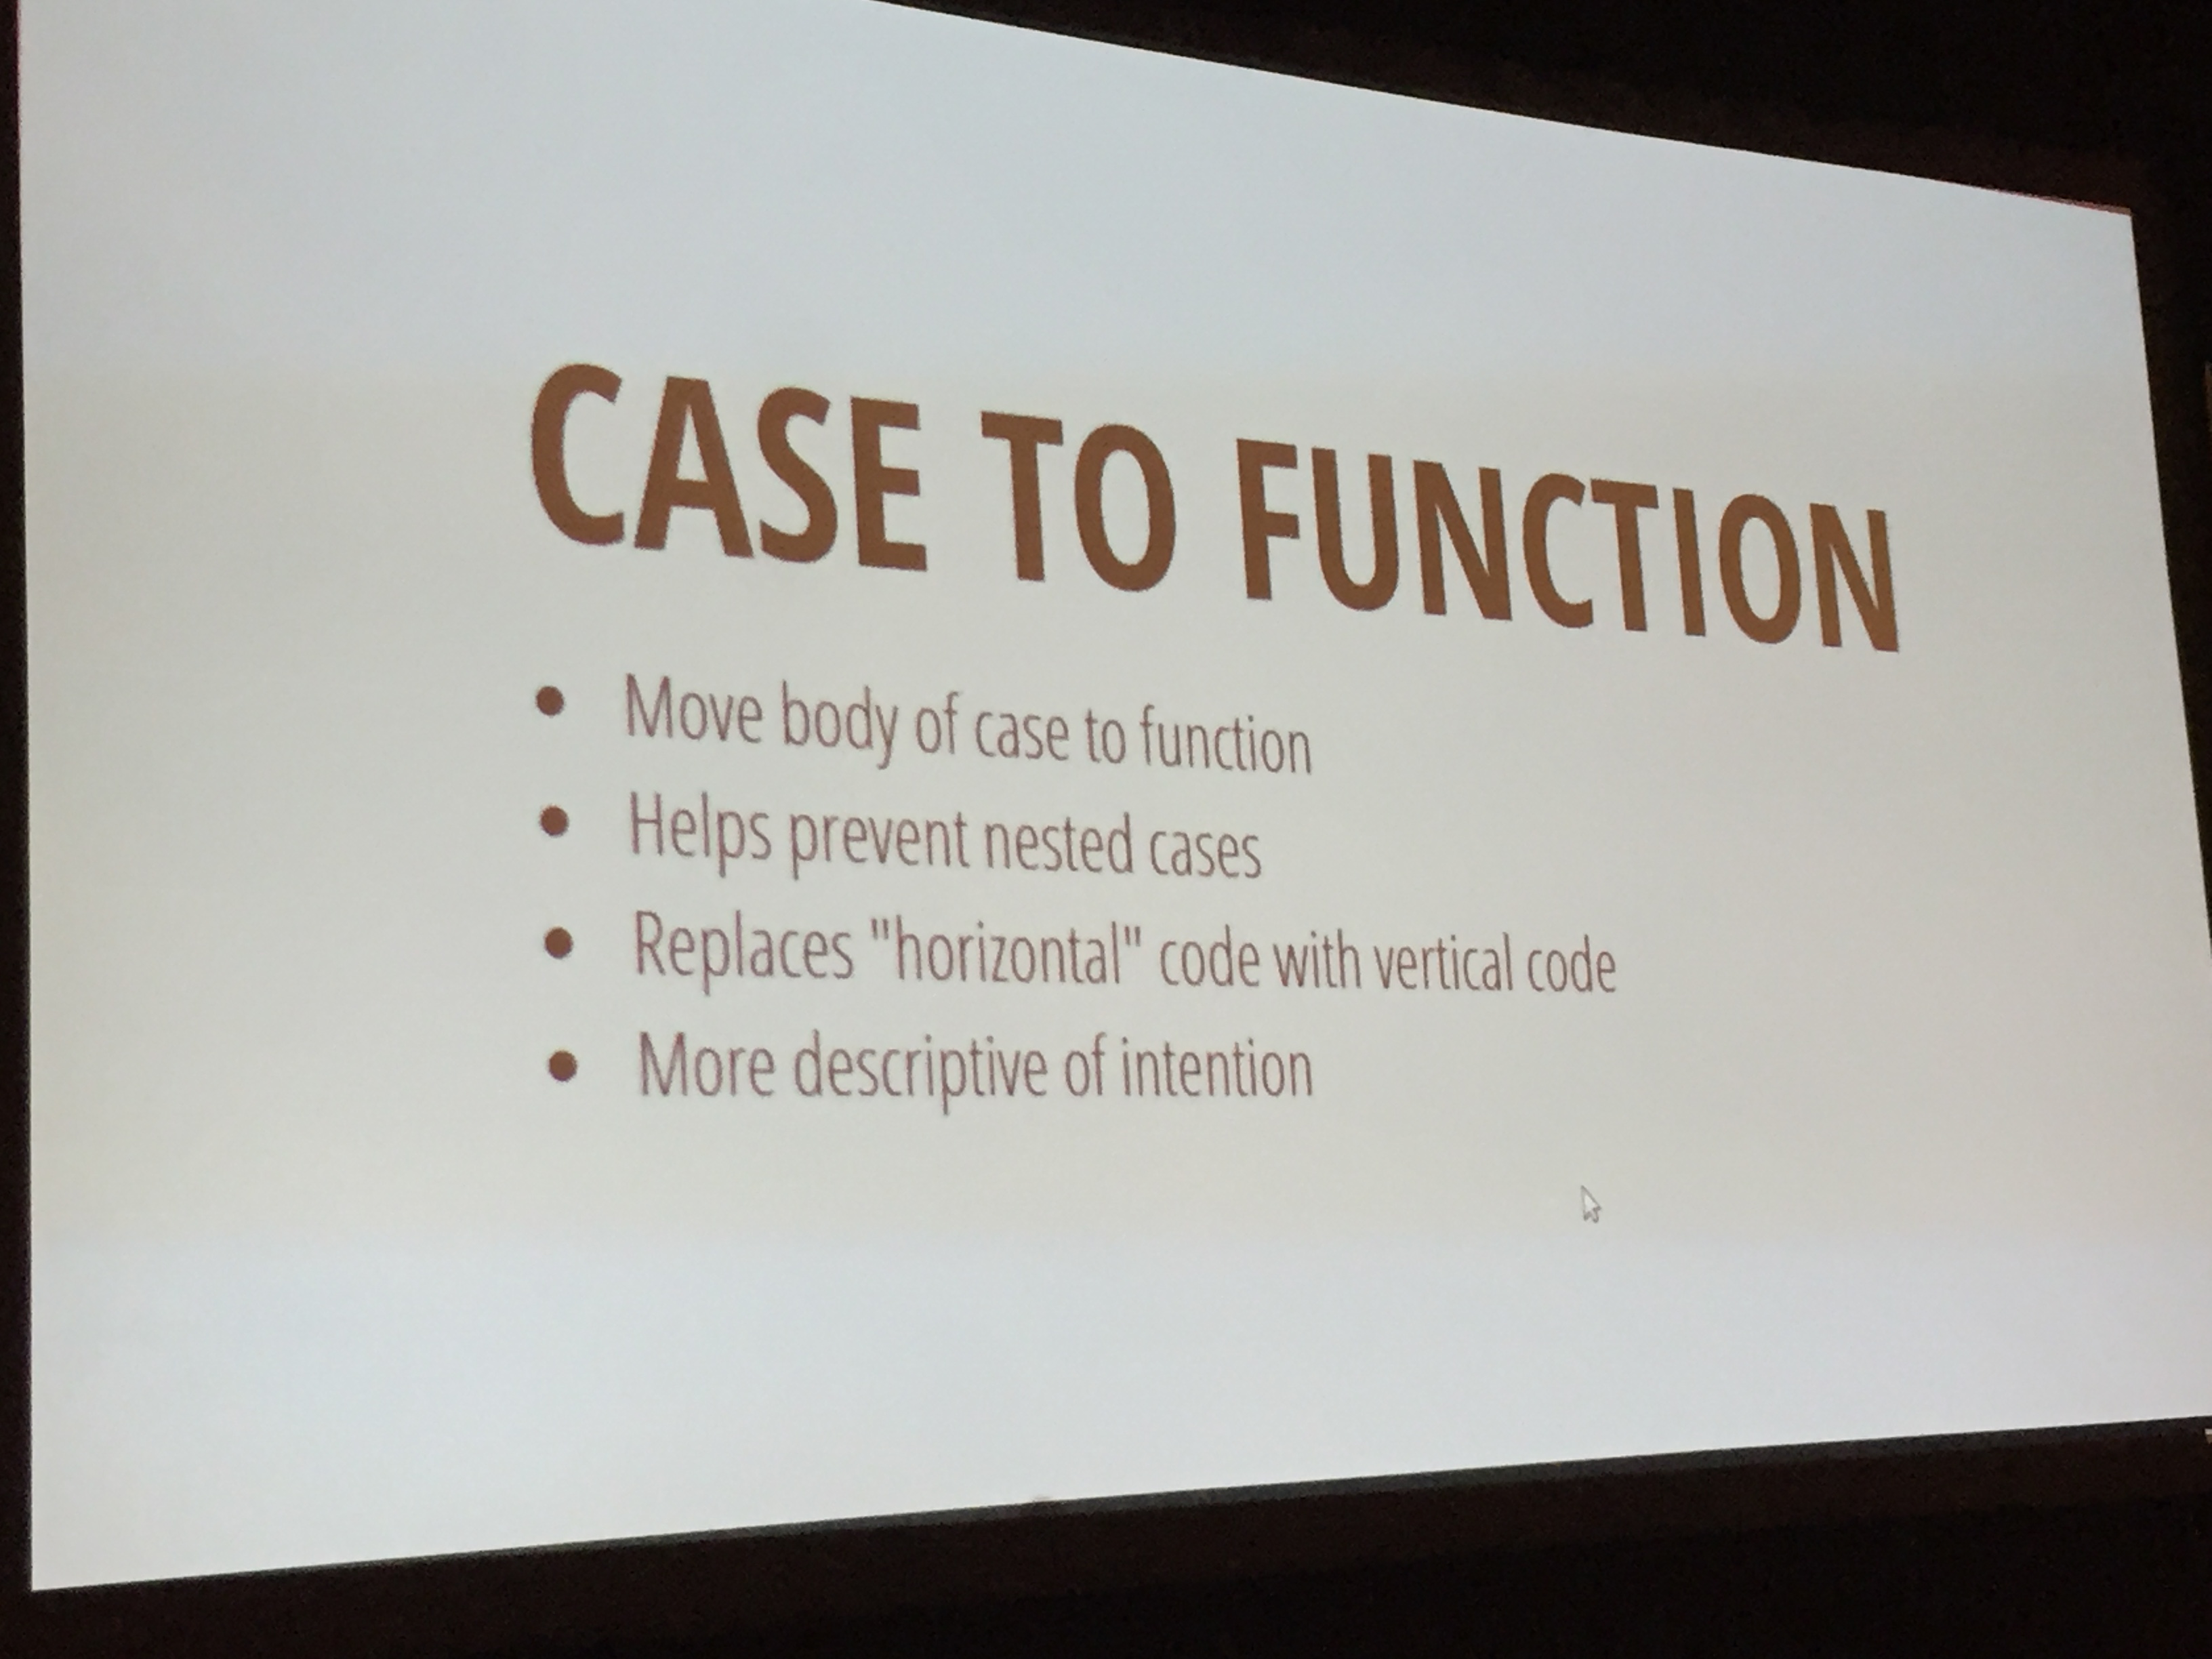 CASE TO FUNCTION
• Move body of case to function
• Helps prevent nested cases
• Replaces "horizontal" code with vertical code
• More descriptive of intention